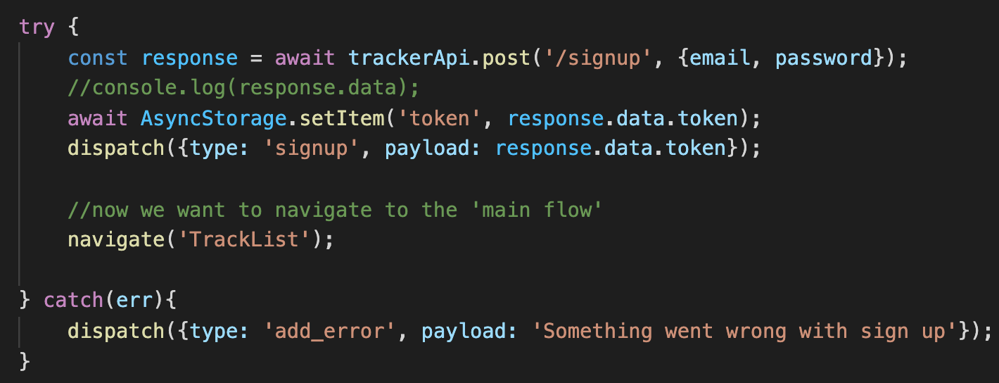 try {
    const response = await trackerApi.post('/signup', {email, password});
    //console.log(response.data);
    await AsyncStorage.setItem('token', response.data.token);
    dispatch({type: 'signup', payload: response.data.token});
    //now we want to navigate to the 'main flow'
    navigate('TrackList');
} catch(err){
    dispatch({type: 'add_error', payload: 'Something went wrong with sign up'});
}